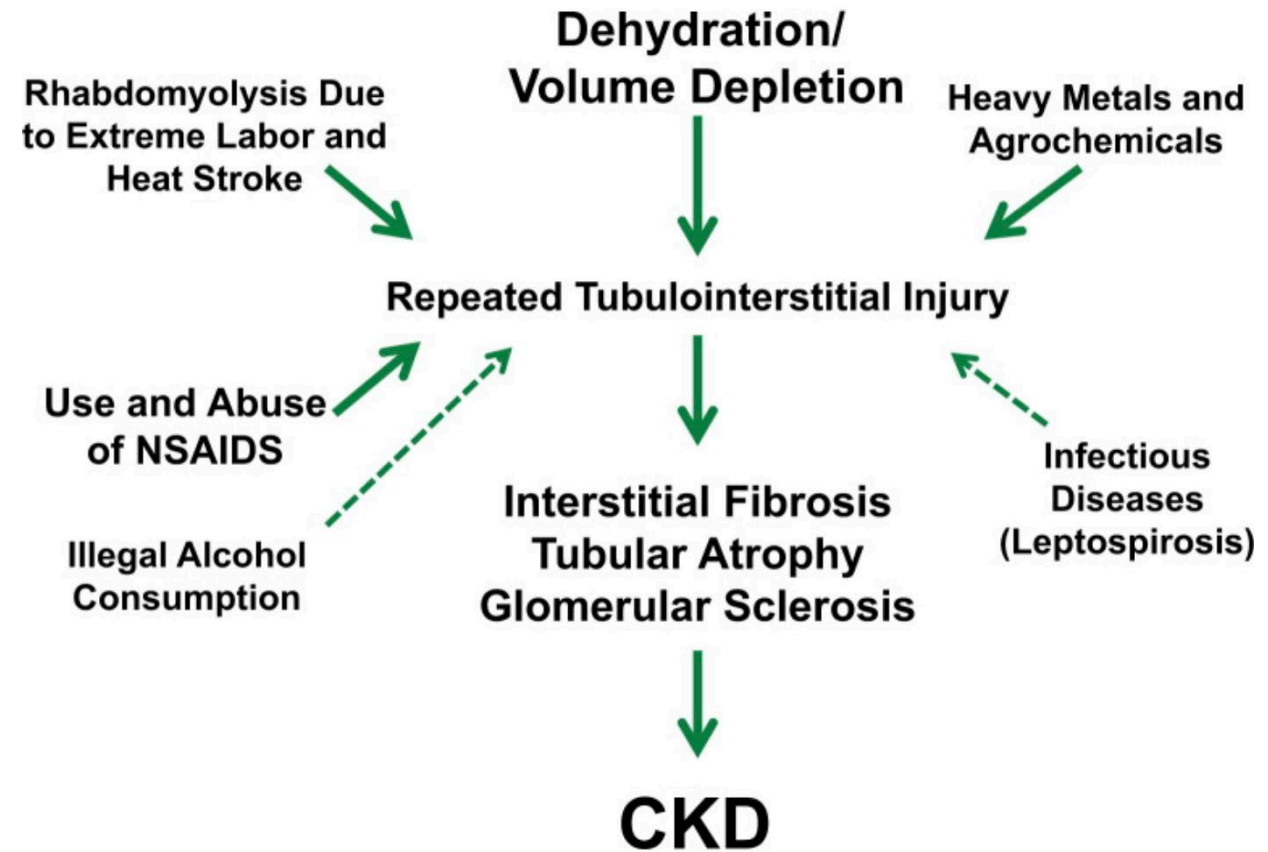 Dehydration/
Volume Depletion
Rhabdomyolysis Due
to Extreme Labor and
Heat Stroke
Heavy Metals and
Agrochemicals
Repeated Tubulointerstitial Injury
Use and Abuse
of NSAIDS
Illegal Alcohol
Consumption
Interstitial Fibrosis
Tubular Atrophy
Glomerular Sclerosis
Infectious
Diseases
(Leptospirosis)
CKD